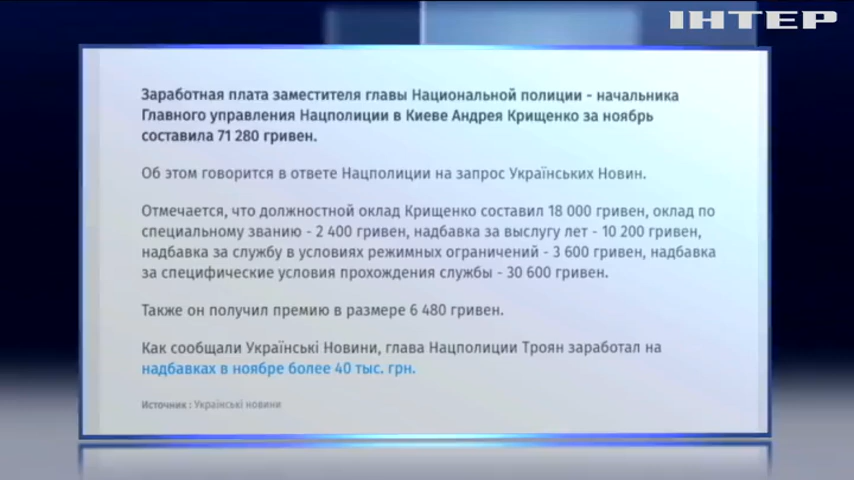 ІНТЕР
Заработная плата заместителя главы Национальной полиции - начальника
Главного управления Нацполиции в Киеве Андрея Крищенко за ноябрь
составила 71 280 гривен.
Об этом говорится в ответе Нацполиции на запрос Українських Новин.
Отмечается, что должностной оклад Крищенко составил 18 000 гривен, оклад по
специальному званию - 2 400 гривен, надбавка за выслугу лет - 10 200 гривен,
надбавка за службу в условиях режимных ограничений - 3 600 гривен, надбавка
за специфические условия прохождения службы - 30 600 гривен.
Также он получил премию в размере 6 480 гривен.
Как сообщали Українські Новини, глава Нацполиции Троян заработал на
надбавках в ноябре более 40 тыс. грн.
Источник : Українські новини